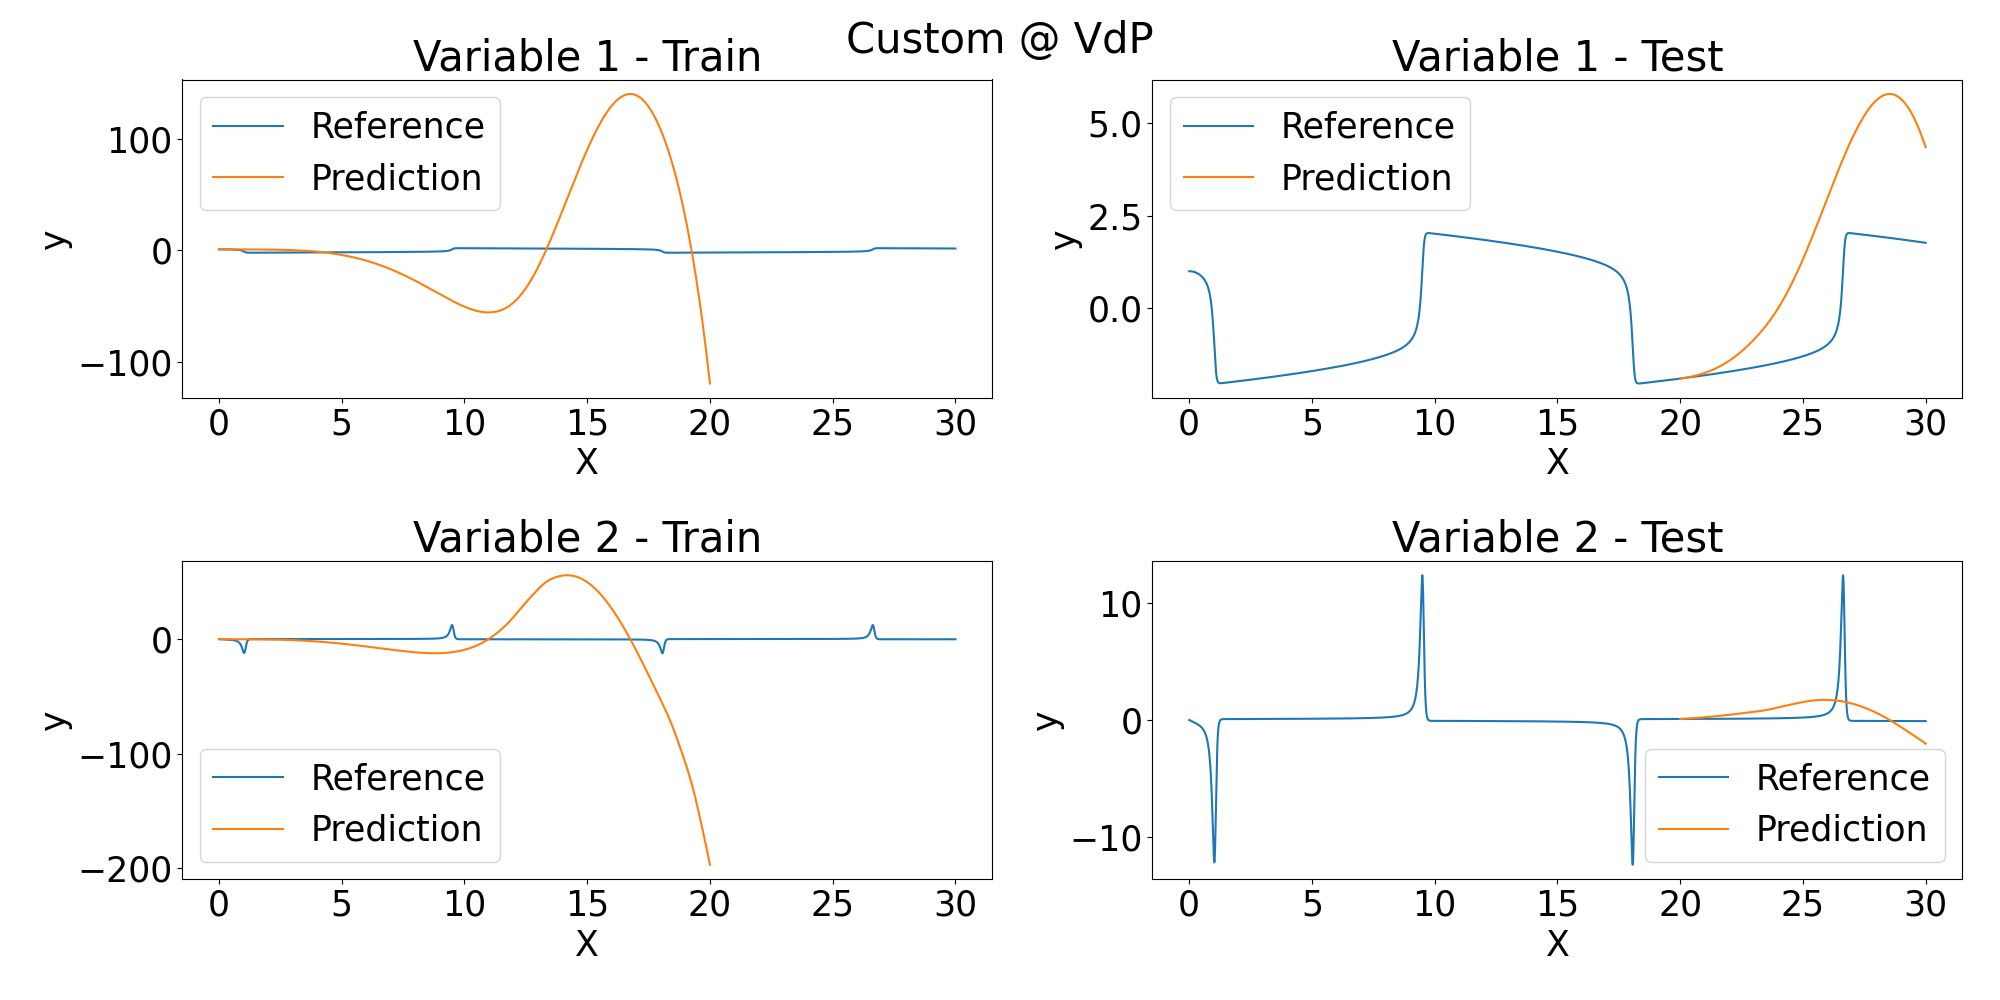 Custom @ VdP
Variable 1 - Train
Reference
Prediction
100
0
−100
y
0 5 10 15 20 25 30
X
Variable 1 - Test
Reference
Prediction
5.0
2.5
0.0
y
0 5 10 15 20 25 30
X
Variable 2 - Train
0
−100
−200
y
Reference
Prediction
0 5 10 15 20 25 30
X
Variable 2 - Test
10
0
−10
y
Reference
Prediction
0 5 10 15 20 25 30
X